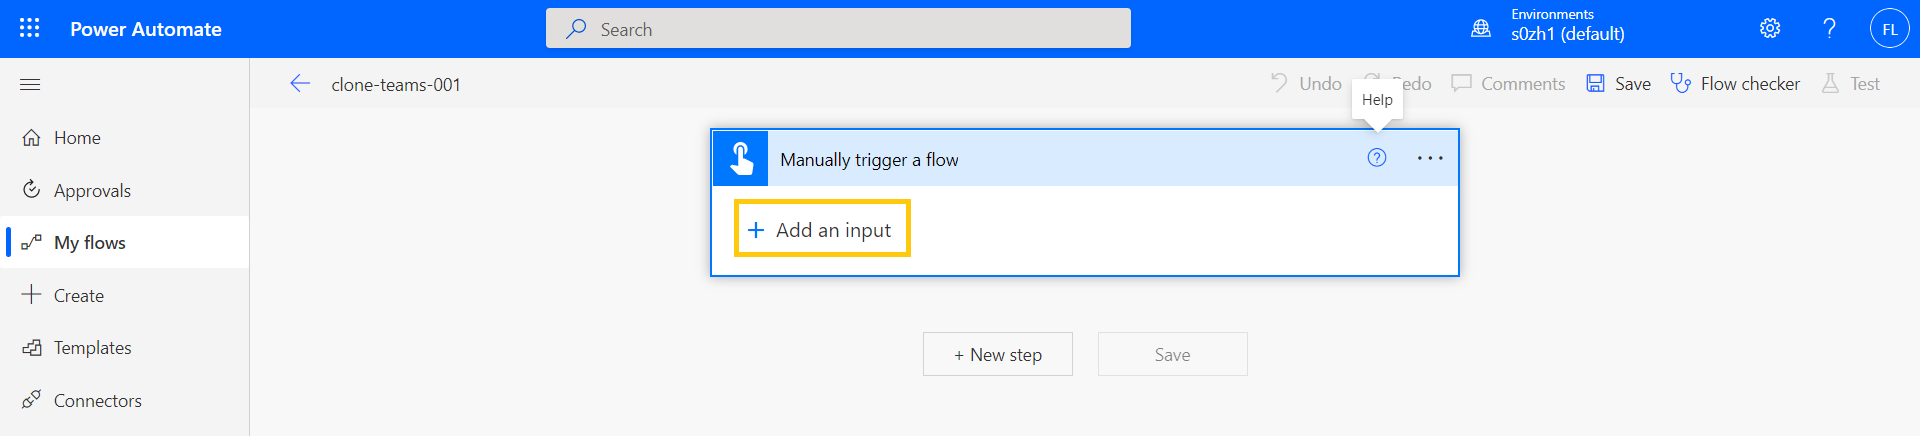 Power Automate
Search
Environments
s0zh1 (default)
?
FL
clone-teams-001
Undo
edo
Comments
Save
Flow checker
Test
Help
Home
Approvals
My flows
Create
Templates
Connectors
Manually trigger a flow
?
...
+ Add an input
+ New step
Save